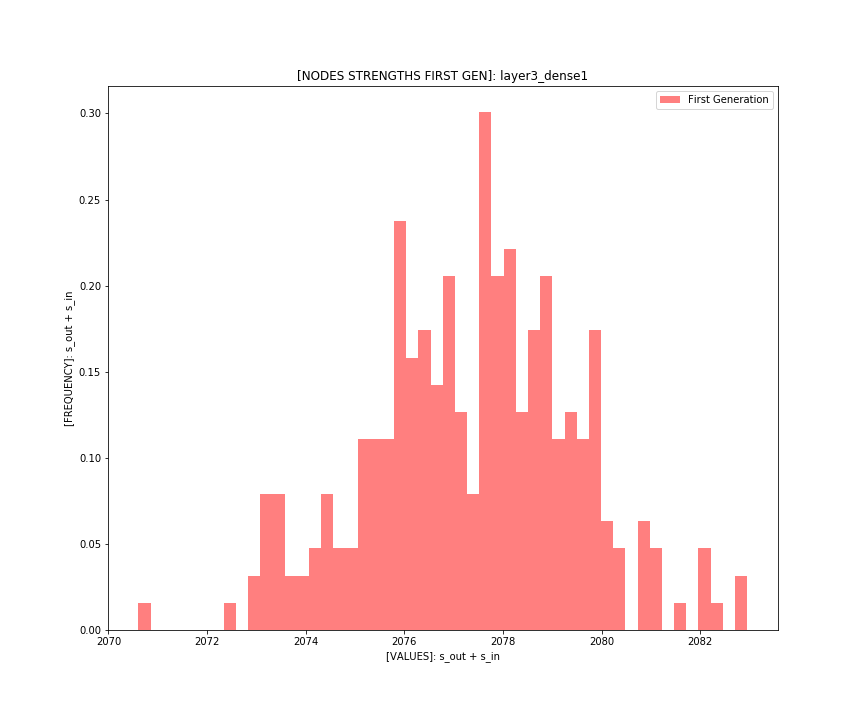 [NODES STRENGTHS FIRST GEN]: layer3_dense1
First Generation
0.30
0.25
0.20
0.15
0.10
0.05
0.00
[FREQUENCY]: s_out + s_in
2070 2072 2074 2076 2078 2080 2082
[VALUES]: s_out + s_in